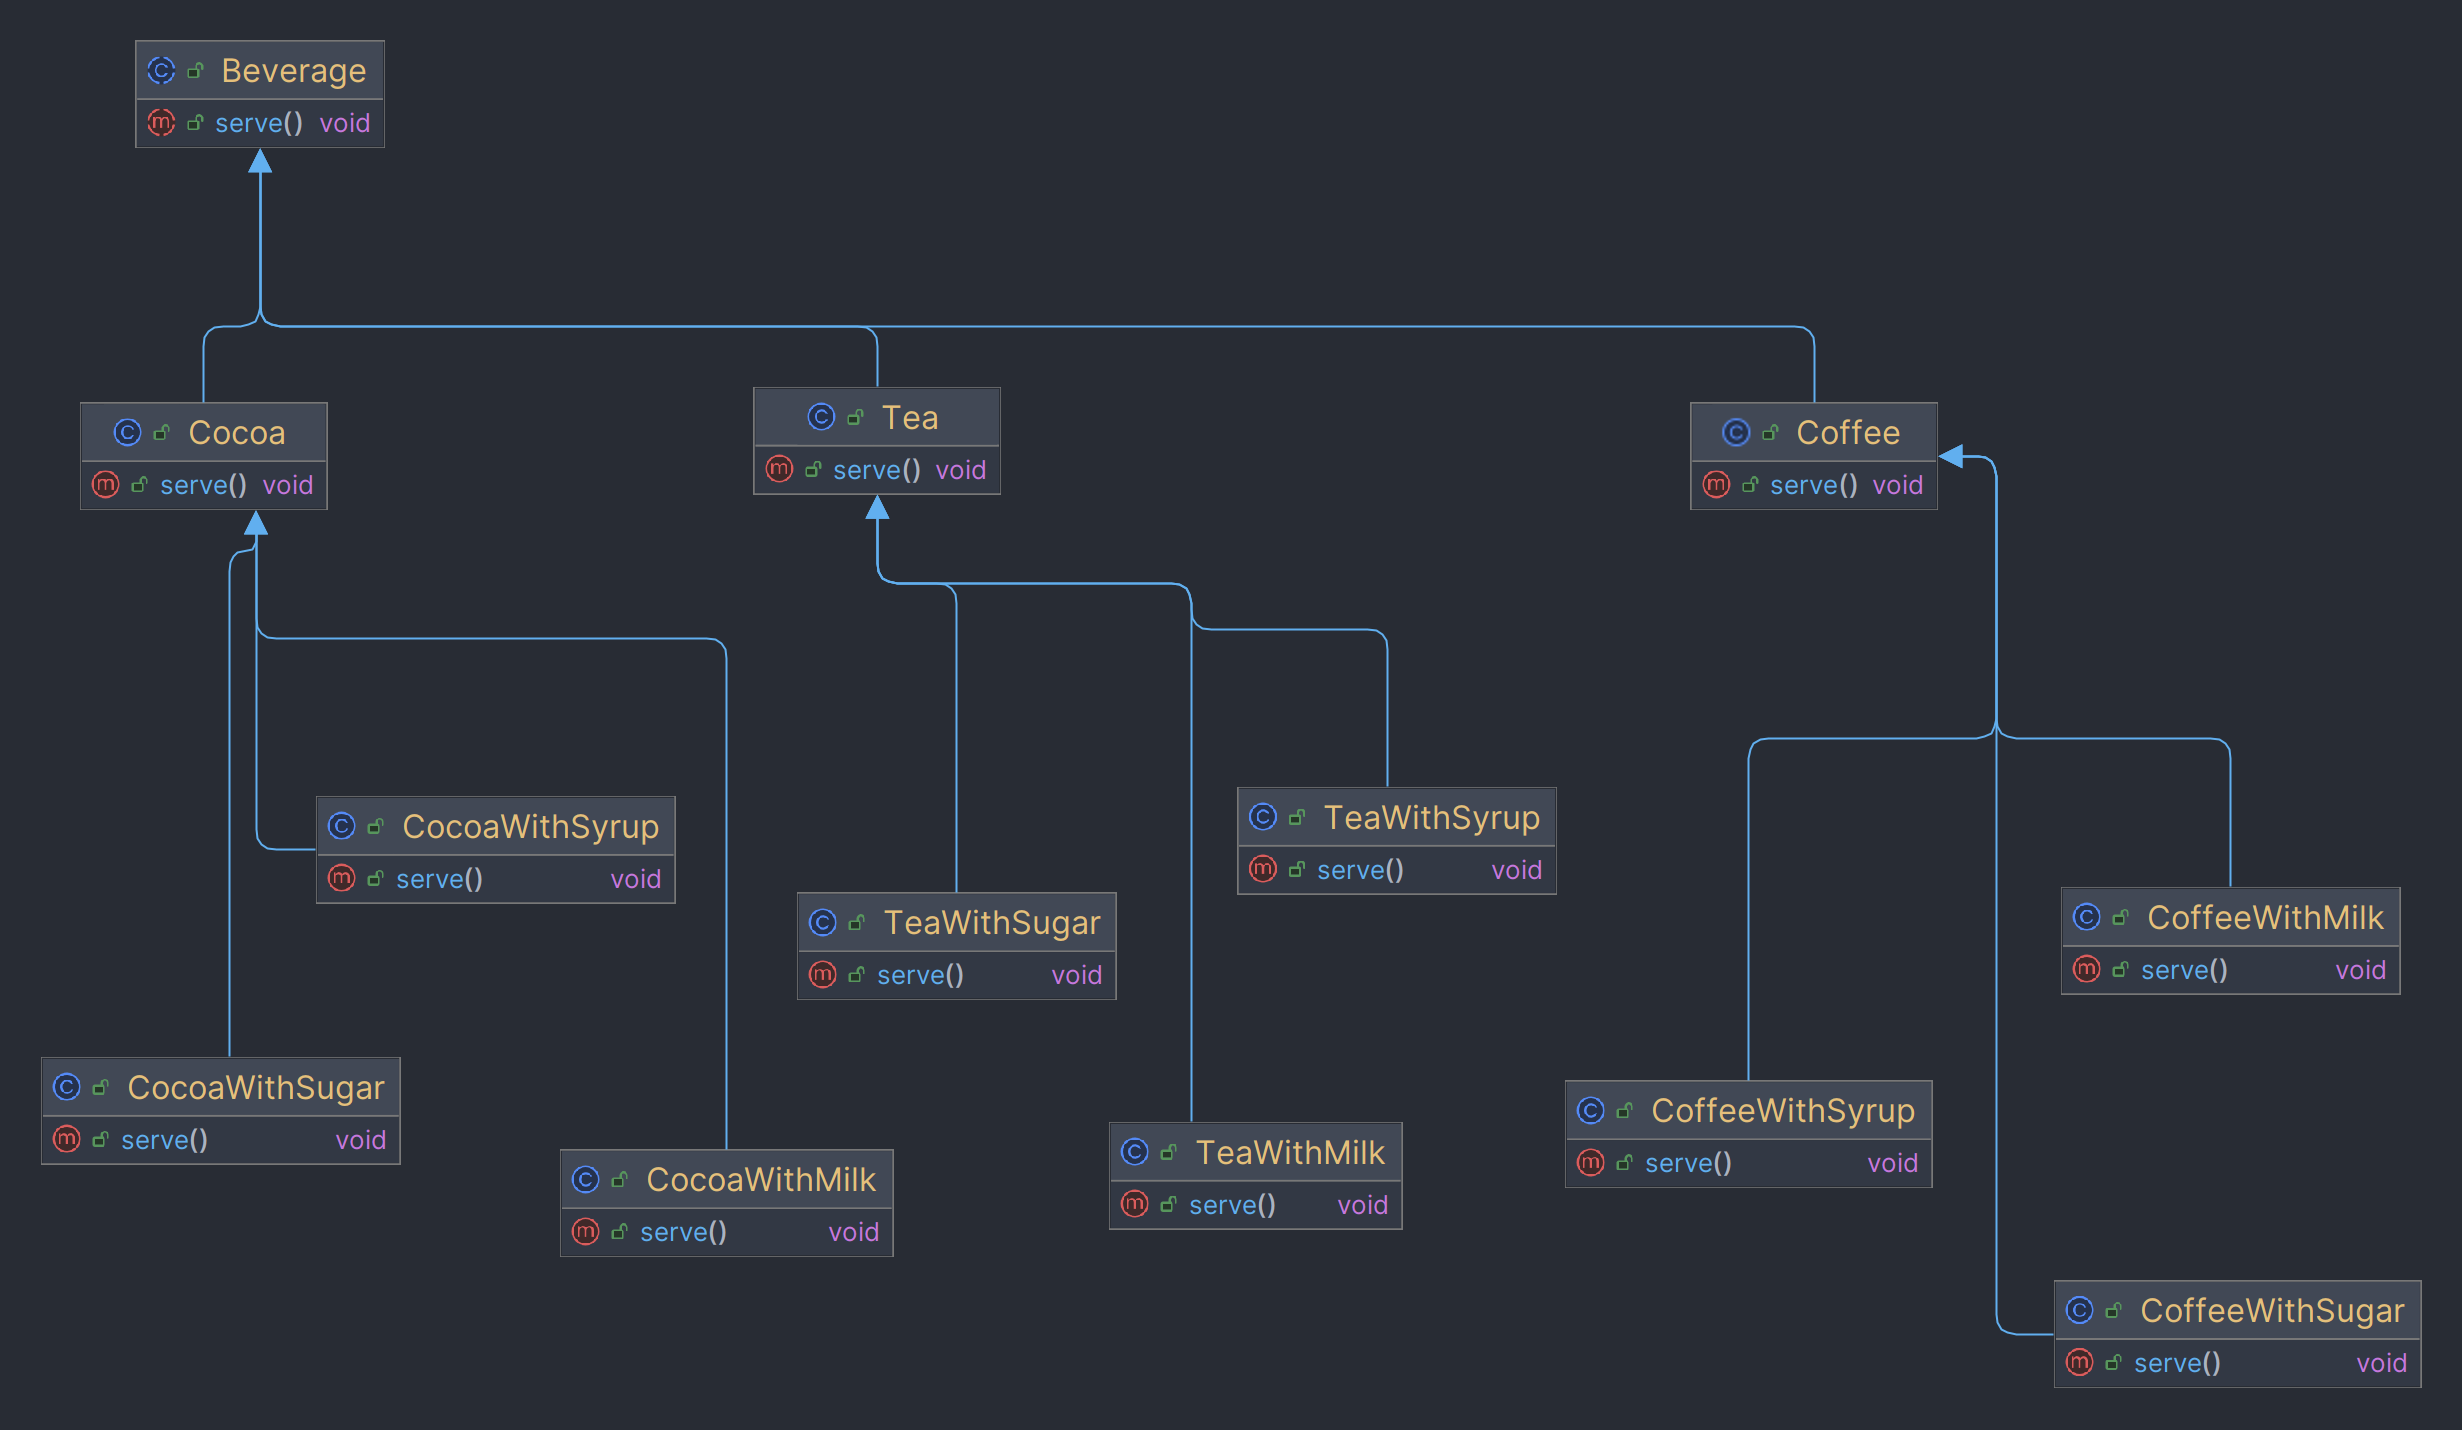 Beverage
serve() void
Cocoa
serve() void
Tea
serve() void
Coffee
serve() void
CocoaWithSyrup
serve() void
TeaWithSyrup
serve() void
TeaWithSugar
serve() void
CoffeeWithMilk
serve() void
CocoaWithSugar
serve() void
CocoaWithMilk
serve() void
TeaWithMilk
serve() void
CoffeeWithSyrup
serve() void
CoffeeWithSugar
serve() void